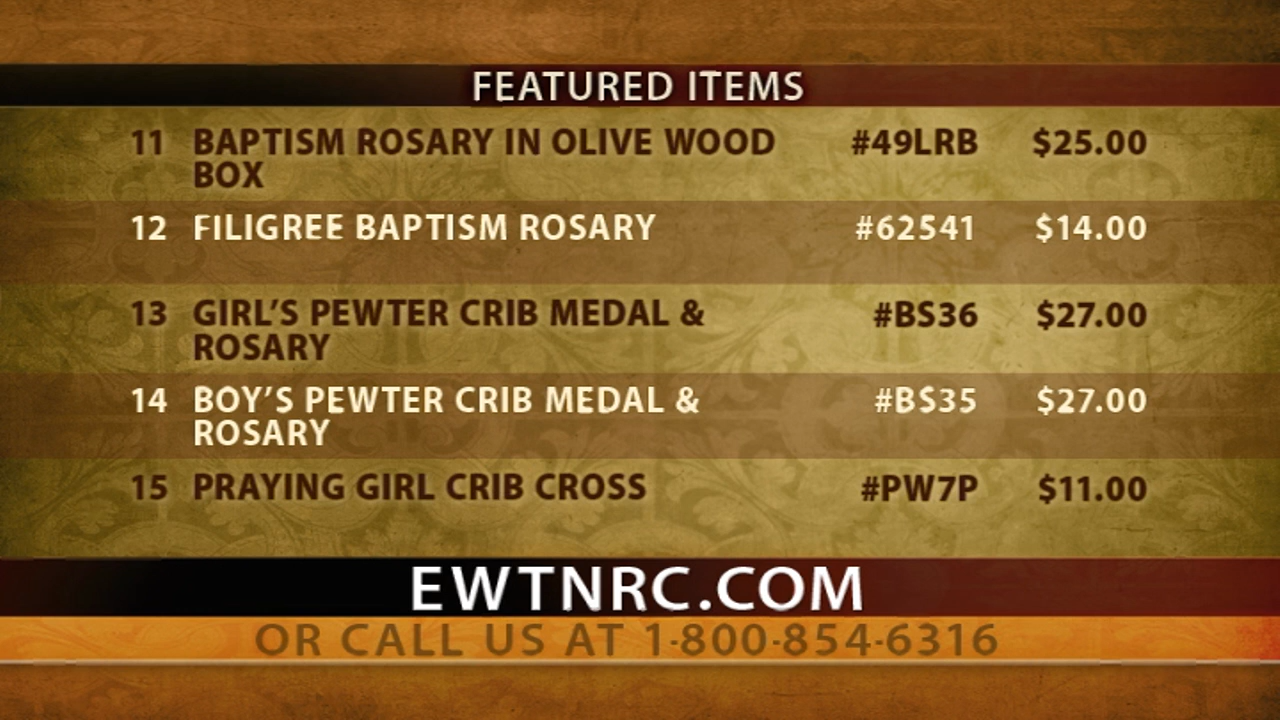 FEATURED ITEMS
11 BAPTISM ROSARY IN OLIVE WOOD #49LRB $25.00
BOX
12 FILIGREE BAPTISM ROSARY #62541 $14.00
13 GIRL'S PEWTER CRIB MEDAL & #BS36 $27.00
ROSARY
14 BOY'S PEWTER CRIB MEDAL & #BS35 $27.00
ROSARY
15 PRAYING GIRL CRIB CROSS #PW7P $11.00
EWTNRC.COM
OR CALL US AT 1-800-854-6316